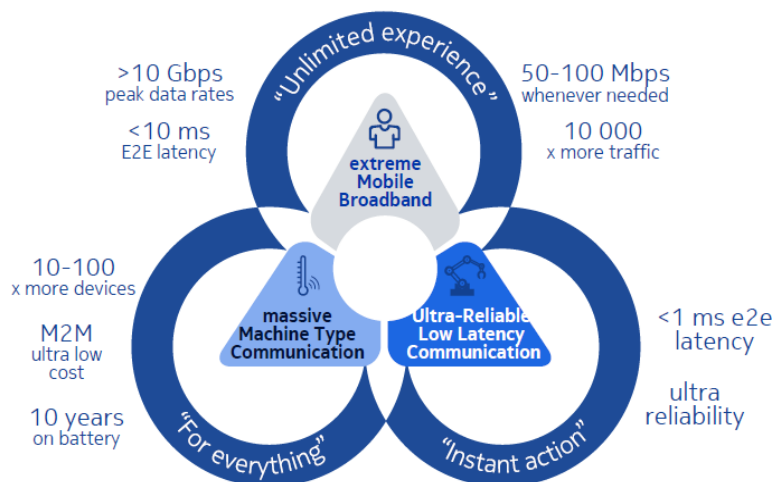 “Unlimited experience”
>10 Gbps
peak data rates
<10 ms
E2E latency
50-100 Mbps
whenever needed
10 000
x more traffic
extreme
Mobile
Broadband
10-100
x more devices
M2M
ultra low
cost
10 years
on battery
massive
Machine Type
Communication
“For everything”
Ultra-Reliable
Low Latency
Communication
<1 ms e2e
latency
ultra
reliability
“Instant action”